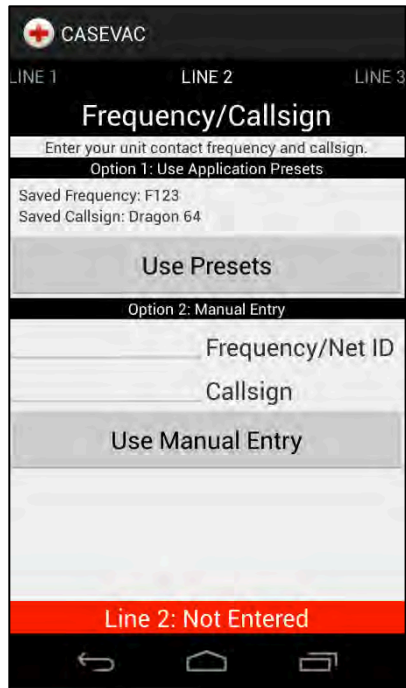 CASEVAC
LINE 1 LINE 2 LINE 3
Frequency/Callsign
Enter your unit contact frequency and callsign.
Option 1: Use Application Presets
Saved Frequency: F123
Saved Callsign: Dragon 64
Use Presets
Option 2: Manual Entry
Frequency/Net ID
Callsign
Use Manual Entry
Line 2: Not Entered